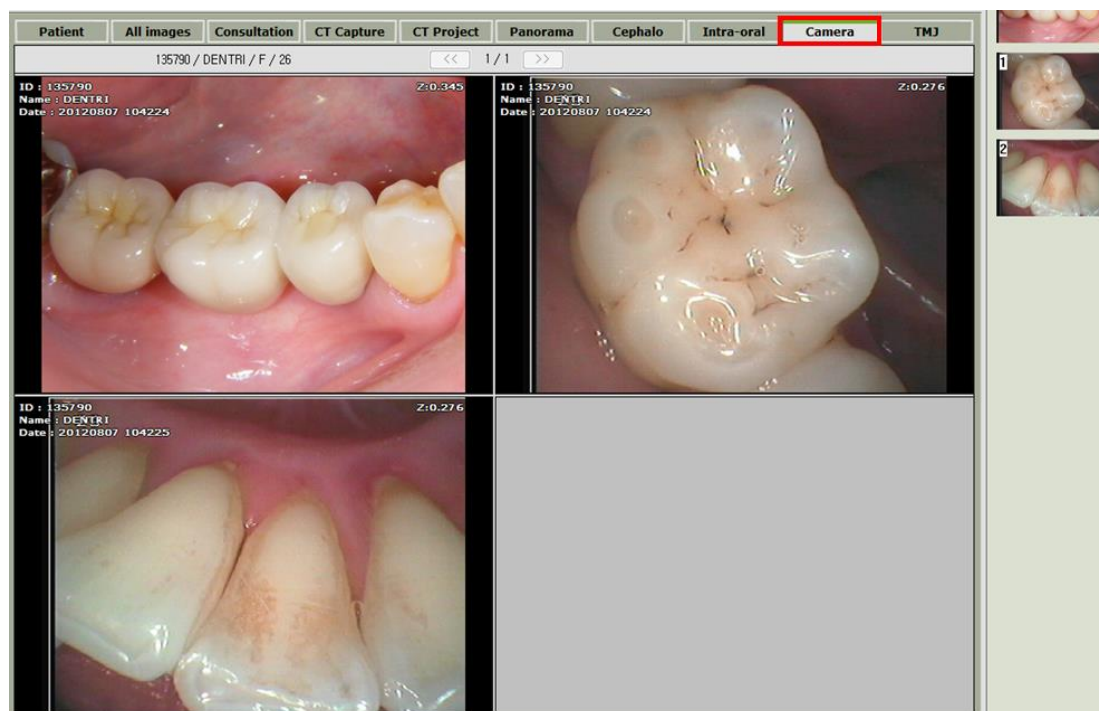 Patient All images Consultation CT Capture CT Project Panorama Cephalo Intra-oral Camera TMJ
135790 / DENTRI / F / 26 << 1 / 1 >>
ID : 135790 Z:0.345
Name : DENTRI
Date : 20120807 104224
ID : 135790 Z:0.276
Name : DENTRI
Date : 20120807 104224
1
2
ID : 135790 Z:0.276
Name : DENTRI
Date : 20120807 104225